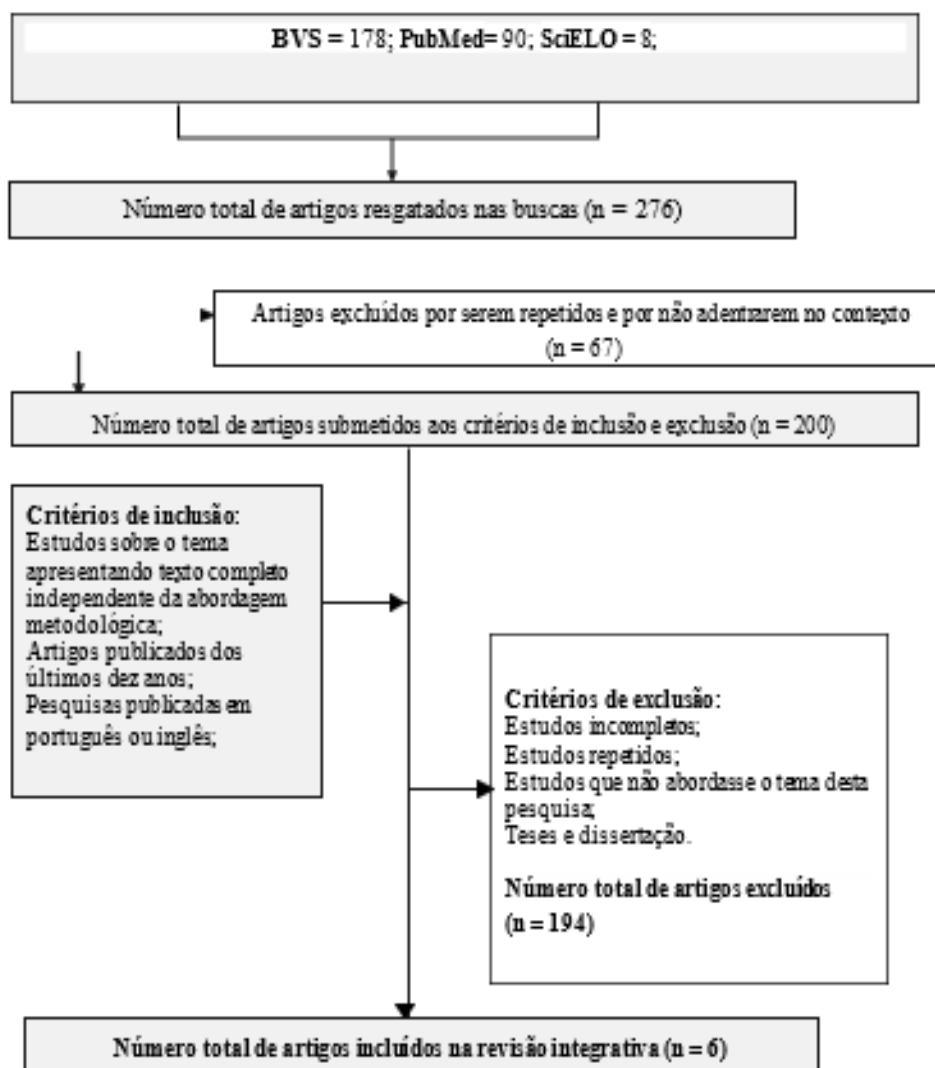 BVS = 178; PubMed= 90; SciELO = 8;
Número total de artigos resgatados nas buscas (n = 276)
Artigos excluídos por serem repetidos e por não adentrarem no contexto
(n = 67)
Número total de artigos submetidos aos critérios de inclusão e exclusão (n = 200)
Critérios de inclusão:
Estudos sobre o tema
apresentando texto completo
independente da abordagem
metodológica;
Artigos publicados dos
últimos dez anos;
Pesquisas publicadas em
português ou inglês;
Critérios de exclusão:
Estudos incompletos;
Estudos repetidos;
Estudos que não abordasse o tema desta
pesquisa;
Teses e dissertação.
Número total de artigos excluídos
(n = 194)
Número total de artigos incluídos na revisão integrativa (n = 6)